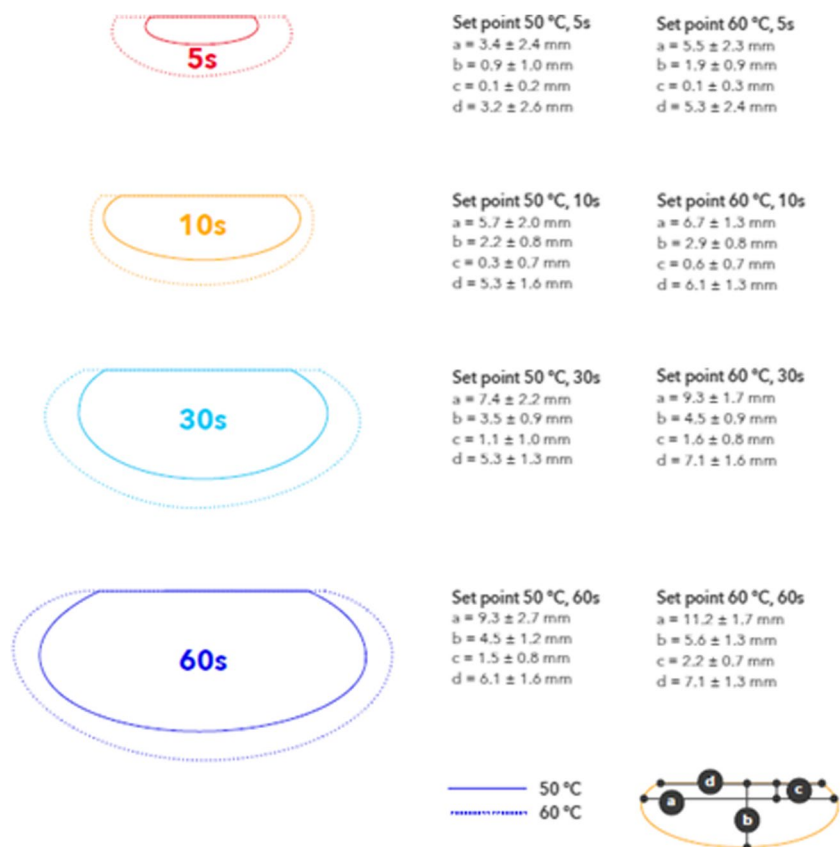 5s
Set point 50 °C, 5s
a = 3.4 ± 2.4 mm
b = 0.9 ± 1.0 mm
c = 0.1 ± 0.2 mm
d = 3.2 ± 2.6 mm
Set point 60 °C, 5s
a = 5.5 ± 2.3 mm
b = 1.9 ± 0.9 mm
c = 0.1 ± 0.3 mm
d = 5.3 ± 2.4 mm
10s
Set point 50 °C, 10s
a = 5.7 ± 2.0 mm
b = 2.2 ± 0.8 mm
c = 0.3 ± 0.7 mm
d = 5.3 ± 1.6 mm
Set point 60 °C, 10s
a = 6.7 ± 1.3 mm
b = 2.9 ± 0.8 mm
c = 0.6 ± 0.7 mm
d = 6.1 ± 1.3 mm
30s
Set point 50 °C, 30s
a = 7.4 ± 2.2 mm
b = 3.5 ± 0.9 mm
c = 1.1 ± 1.0 mm
d = 5.3 ± 1.3 mm
Set point 60 °C, 30s
a = 9.3 ± 1.7 mm
b = 4.5 ± 0.9 mm
c = 1.6 ± 0.8 mm
d = 7.1 ± 1.6 mm
60s
Set point 50 °C, 60s
a = 9.3 ± 2.7 mm
b = 4.5 ± 1.2 mm
c = 1.5 ± 0.8 mm
d = 6.1 ± 1.6 mm
Set point 60 °C, 60s
a = 11.2 ± 1.7 mm
b = 5.6 ± 1.3 mm
c = 2.2 ± 0.7 mm
d = 7.1 ± 1.3 mm
50 °C
60 °C
d
c
a
b